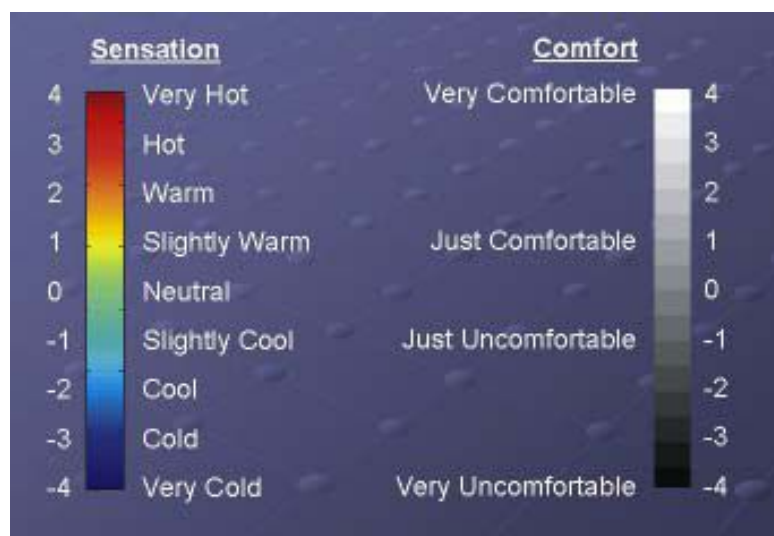 Sensation
4 Very Hot
3 Hot
2 Warm
1 Slightly Warm
0 Neutral
-1 Slightly Cool
-2 Cool
-3 Cold
-4 Very Cold
Comfort
Very Comfortable 4
3
2
Just Comfortable 1
0
Just Uncomfortable -1
-2
-3
Very Uncomfortable -4